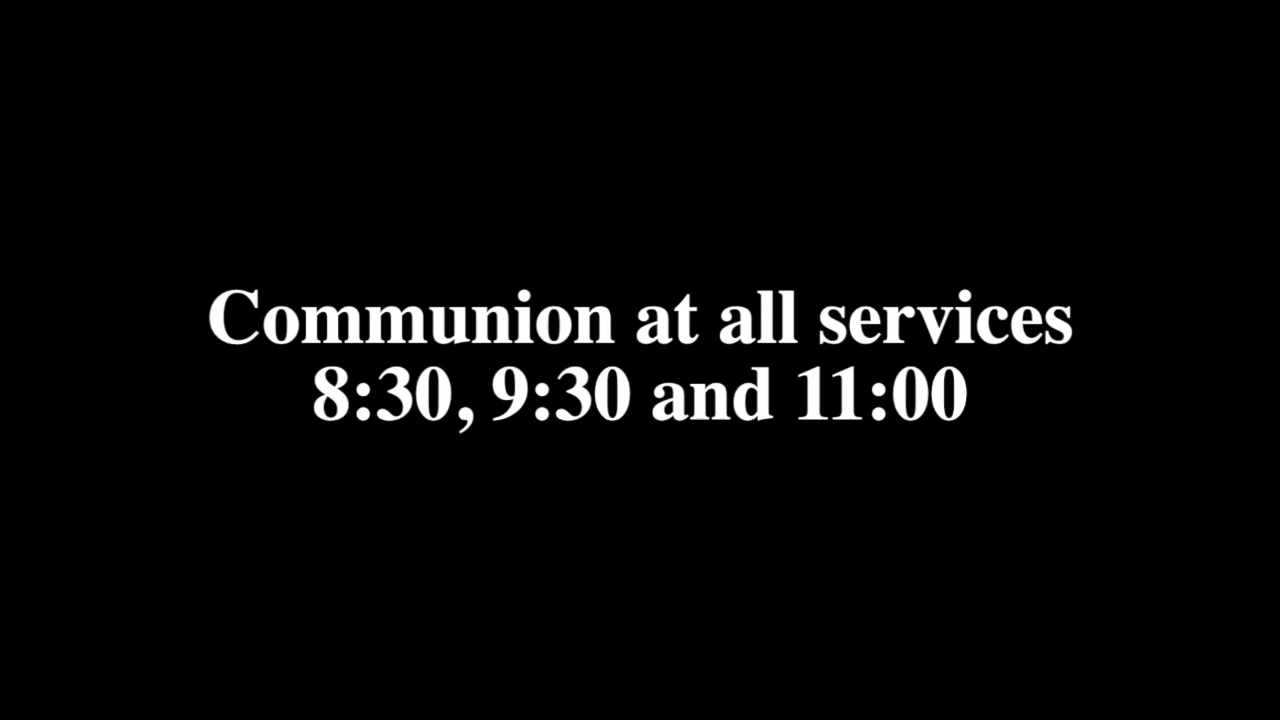 Communion at all services
8:30, 9:30 and 11:00